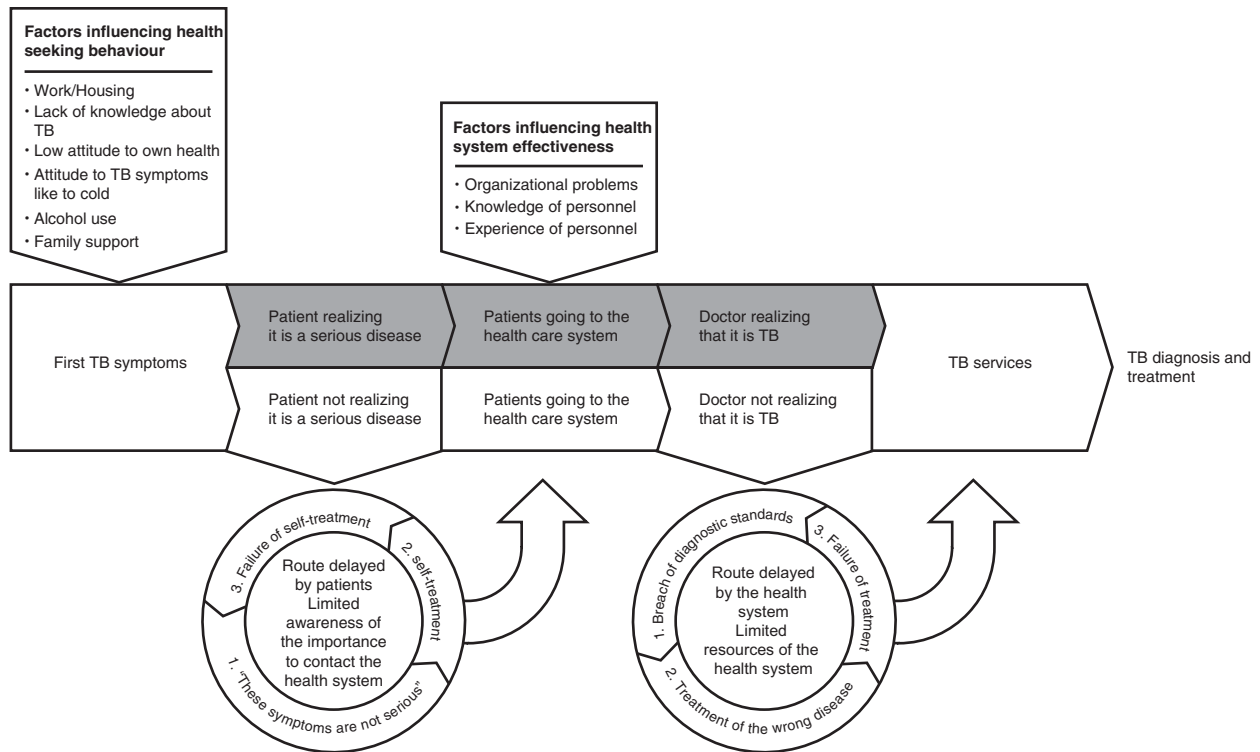 Factors influencing health
seeking behaviour
• Work/Housing
• Lack of knowledge about
TB
• Low attitude to own health
• Attitude to TB symptoms
like to cold
• Alcohol use
• Family support
Factors influencing health
system effectiveness
• Organizational problems
• Knowledge of personnel
• Experience of personnel
First TB symptoms
Patient realizing
it is a serious disease
Patients going to the
health care system
Doctor realizing
that it is TB
Patient not realizing
it is a serious disease
Patients going to the
health care system
Doctor not realizing
that it is TB
TB services
TB diagnosis and
treatment
1. “These symptoms are not serious”
2. self-treatment
3. Failure of self-treatment
Route delayed
by patients
Limited
awareness of
the importance
to contact the
health system
1. Breach of diagnostic standards
2. Treatment of the wrong disease
3. Failure of treatment
Route delayed
by the health
system
Limited
resources of the
health system